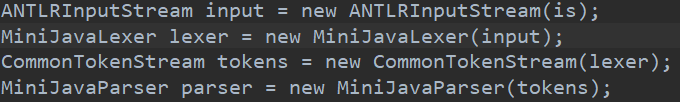 ANTLRInputStream input = new ANTLRInputStream(is);
MiniJavaLexer lexer = new MiniJavaLexer(input);
CommonTokenStream tokens = new CommonTokenStream(lexer);
MiniJavaParser parser = new MiniJavaParser(tokens);